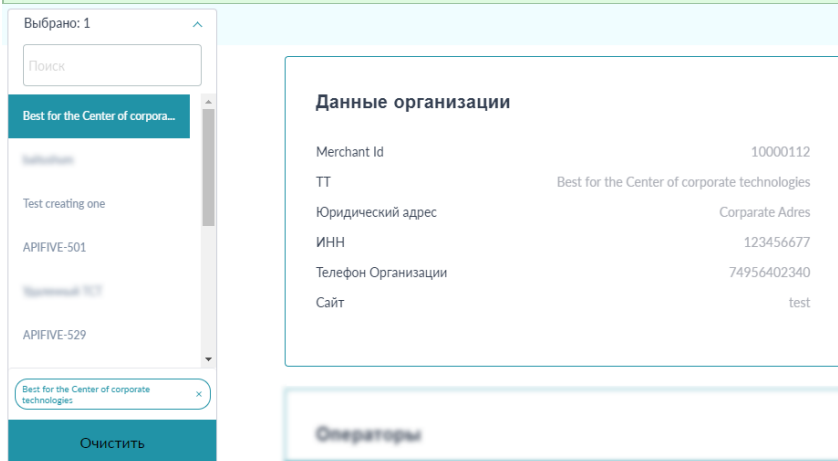 Выбрано: 1
Поиск
Best for the Center of corpora...
Test creating one
APIFIVE-501
APIFIVE-529
Best for the Center of corporate
technologies
Очистить
Данные организации
Merchant Id 10000112
ТТ Best for the Center of corporate technologies
Юридический адрес Corparate Adres
ИНН 123456677
Телефон Организации 74956402340
Сайт test
Операторы